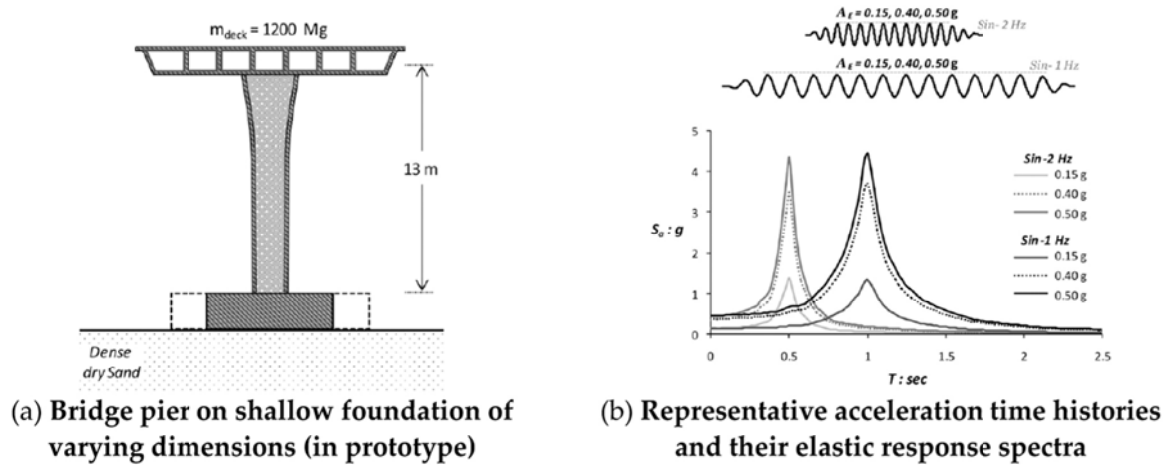 m_deck = 1200 Mg
13 m
Dense
dry Sand
(a) Bridge pier on shallow foundation of
varying dimensions (in prototype)
A_E = 0.15, 0.40, 0.50 g
Sin- 2 Hz
A_E = 0.15, 0.40, 0.50 g
Sin- 1 Hz
5
4
3
2
1
0
S_a : g
Sin-2 Hz
0.15 g
0.40 g
0.50 g
Sin-1 Hz
0.15 g
0.40 g
0.50 g
0
0.5
1
1.5
2
2.5
T : sec
(b) Representative acceleration time histories
and their elastic response spectra